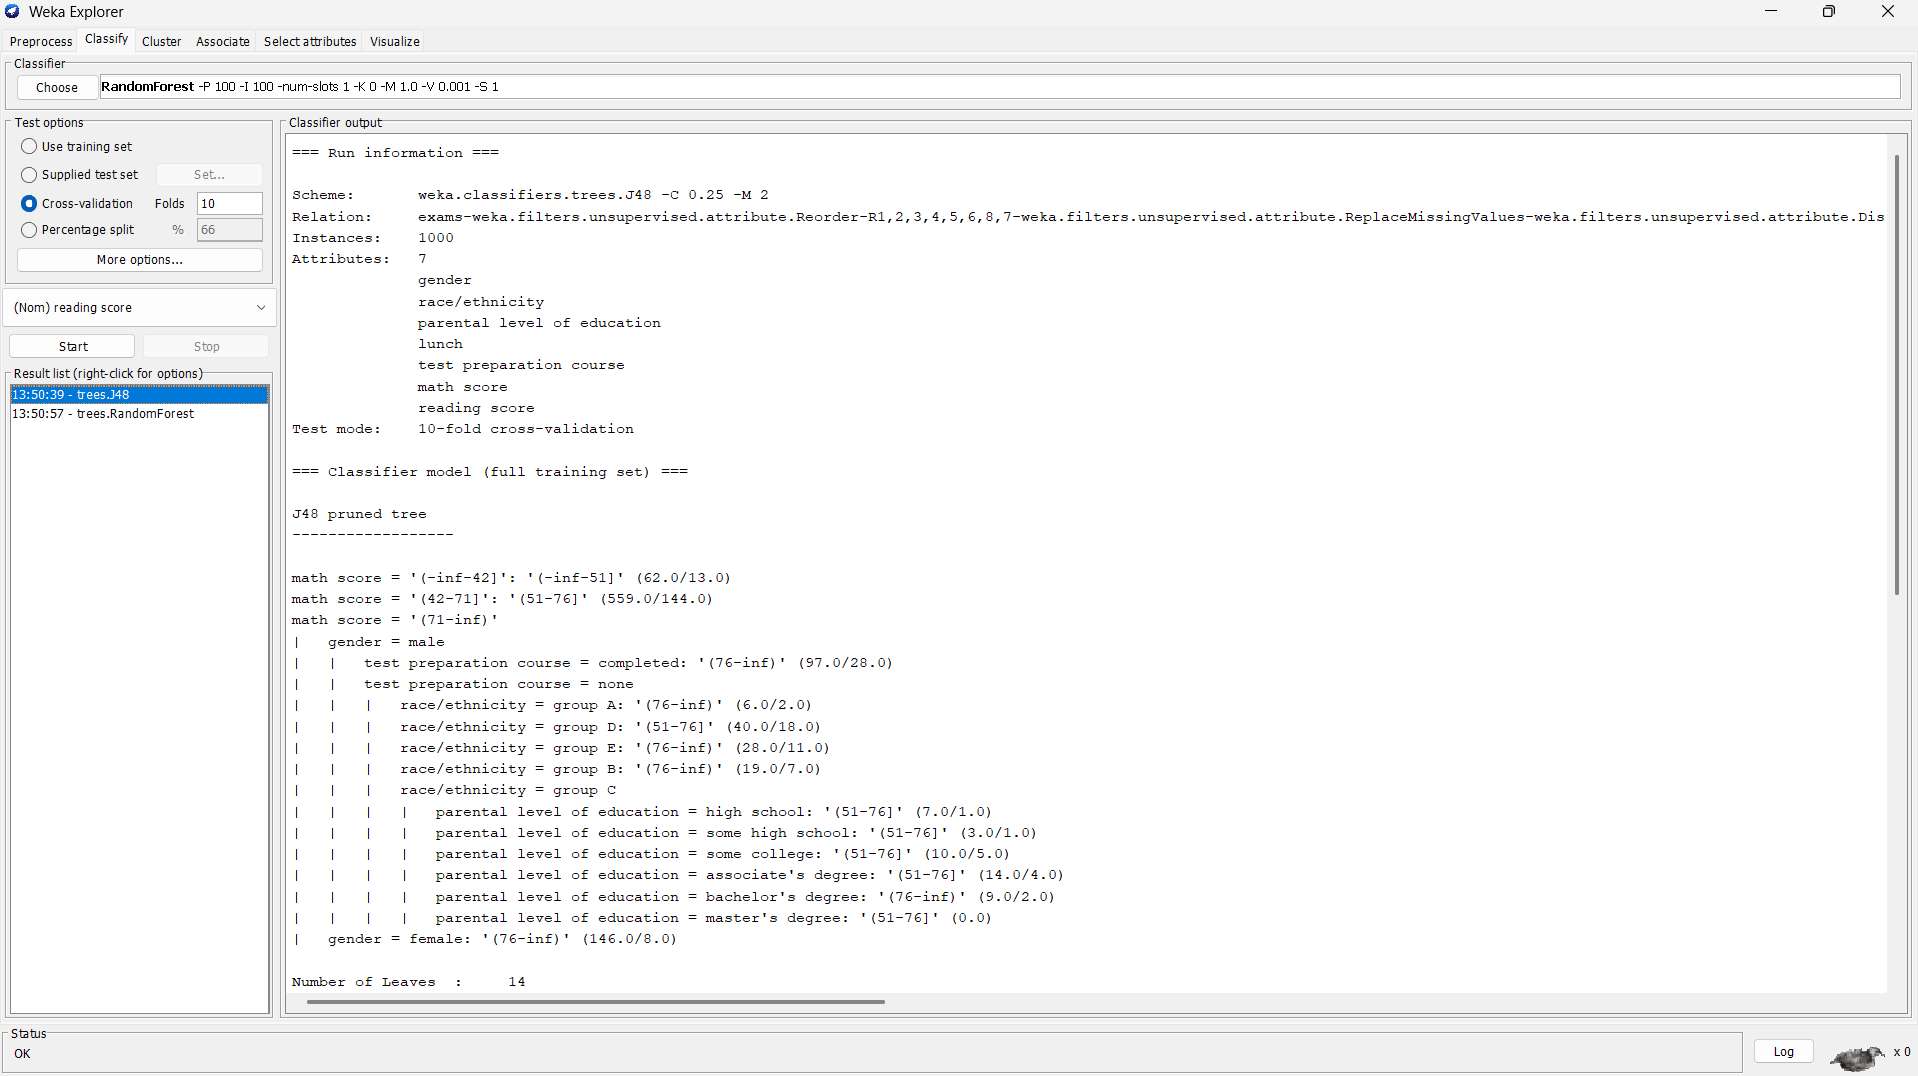 Weka Explorer
Preprocess Classify Cluster Associate Select attributes Visualize
Classifier
Choose RandomForest -P 100 -I 100 -num-slots 1 -K 0 -M 1.0 -V 0.001 -S 1
Test options
Use training set
Supplied test set Set...
Cross-validation Folds 10
Percentage split % 66
More options...
(Nom) reading score
Start Stop
Result list (right-click for options)
13:50:39 - trees.J48
13:50:57 - trees.RandomForest
Classifier output
=== Run information ===
Scheme: weka.classifiers.trees.J48 -C 0.25 -M 2
Relation: exams-weka.filters.unsupervised.attribute.Reorder-R1,2,3,4,5,6,8,7-weka.filters.unsupervised.attribute.ReplaceMissingValues-weka.filters.unsupervised.attribute.Dis
Instances: 1000
Attributes: 7
gender
race/ethnicity
parental level of education
lunch
test preparation course
math score
reading score
Test mode: 10-fold cross-validation
=== Classifier model (full training set) ===
J48 pruned tree
------------------
math score = '(-inf-42]': '(-inf-51]' (62.0/13.0)
math score = '(42-71]': '(51-76]' (559.0/144.0)
math score = '(71-inf)'
| gender = male
| | test preparation course = completed: '(76-inf)' (97.0/28.0)
| | test preparation course = none
| | | race/ethnicity = group A: '(76-inf)' (6.0/2.0)
| | | race/ethnicity = group D: '(51-76]' (40.0/18.0)
| | | race/ethnicity = group E: '(76-inf)' (28.0/11.0)
| | | race/ethnicity = group B: '(76-inf)' (19.0/7.0)
| | | race/ethnicity = group C
| | | | parental level of education = high school: '(51-76]' (7.0/1.0)
| | | | parental level of education = some high school: '(51-76]' (3.0/1.0)
| | | | parental level of education = some college: '(51-76]' (10.0/5.0)
| | | | parental level of education = associate's degree: '(51-76]' (14.0/4.0)
| | | | parental level of education = bachelor's degree: '(76-inf)' (9.0/2.0)
| | | | parental level of education = master's degree: '(51-76]' (0.0)
| gender = female: '(76-inf)' (146.0/8.0)
Number of Leaves : 14
Status
OK
Log x 0